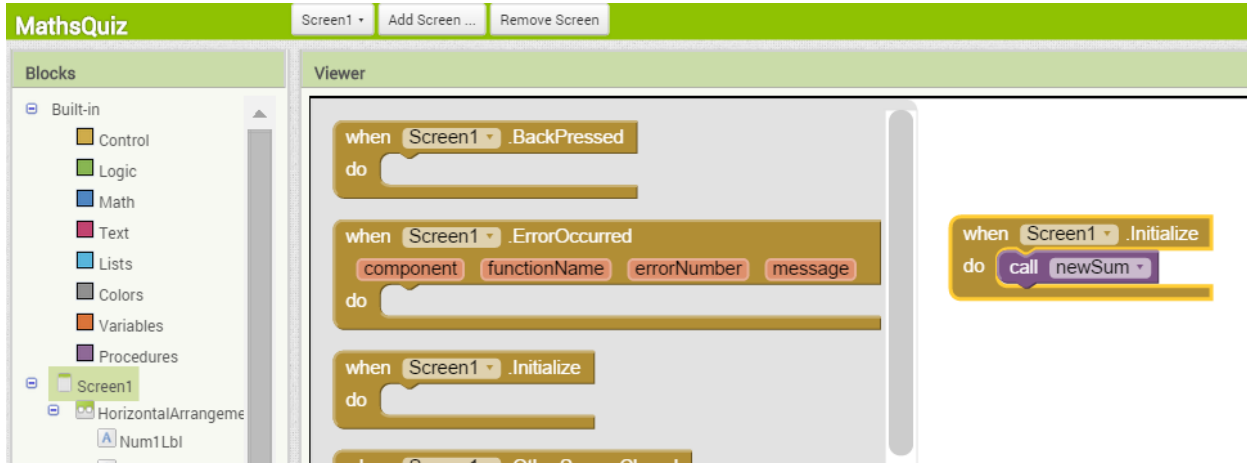 MathsQuiz
Screen1
Add Screen ...
Remove Screen
Blocks
Viewer
Built-in
Control
Logic
Math
Text
Lists
Colors
Variables
Procedures
Screen1
HorizontalArrangeme
Num1Lbl
when Screen1 .BackPressed
do
when Screen1 .ErrorOccurred
component functionName errorNumber message
do
when Screen1 .Initialize
do
when Screen1 .Initialize
do call newSum